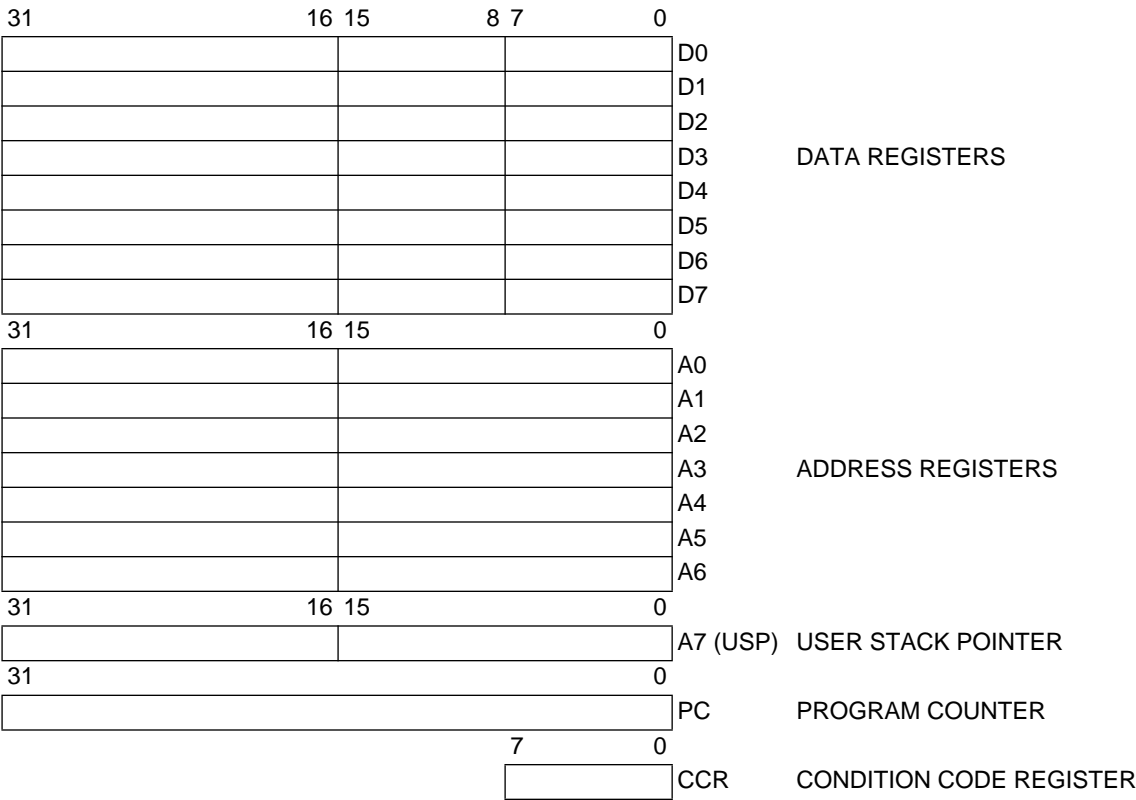 31 16 15 8 7 0
D0
D1
D2
D3 DATA REGISTERS
D4
D5
D6
D7
31 16 15 0
A0
A1
A2
A3 ADDRESS REGISTERS
A4
A5
A6
31 16 15 0
A7 (USP) USER STACK POINTER
31 0
PC PROGRAM COUNTER
7 0
CCR CONDITION CODE REGISTER